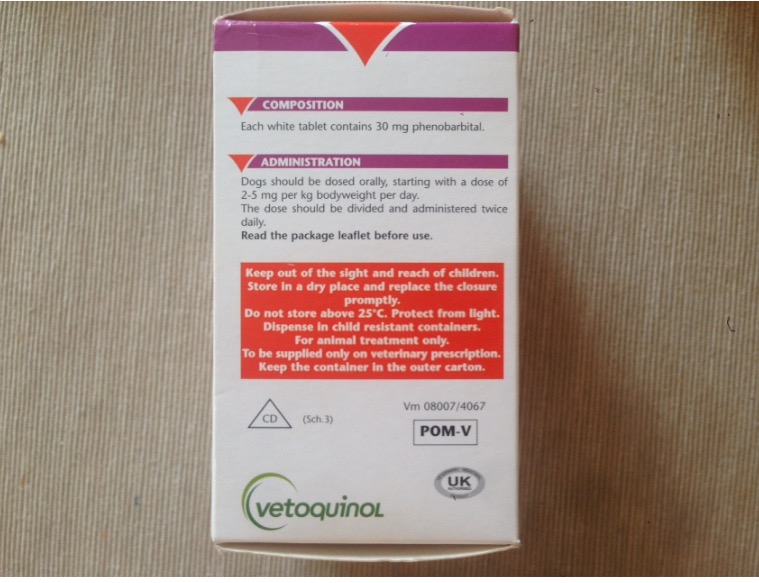 COMPOSITION
Each white tablet contains 30 mg phenobarbital.
ADMINISTRATION
Dogs should be dosed orally, starting with a dose of
2-5 mg per kg bodyweight per day.
The dose should be divided and administered twice
daily.
Read the package leaflet before use.
Keep out of the sight and reach of children.
Store in a dry place and replace the closure
promptly.
Do not store above 25°C. Protect from light.
Dispense in child resistant containers.
For animal treatment only.
To be supplied only on veterinary prescription.
Keep the container in the outer carton.
CD (Sch.3)
Vm 08007/4067
POM-V
UK
vetoquinol